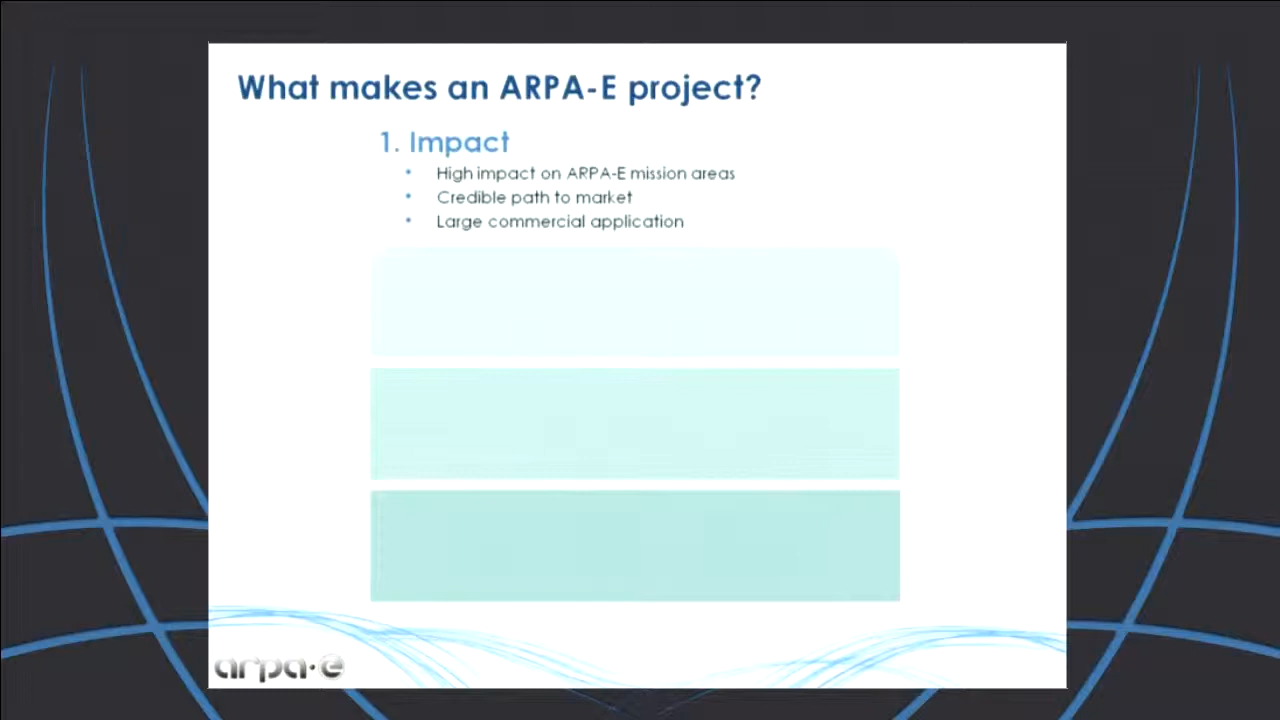 What makes an ARPA-E project?
1. Impact
• High impact on ARPA-E mission areas
• Credible path to market
• Large commercial application
arpa·e